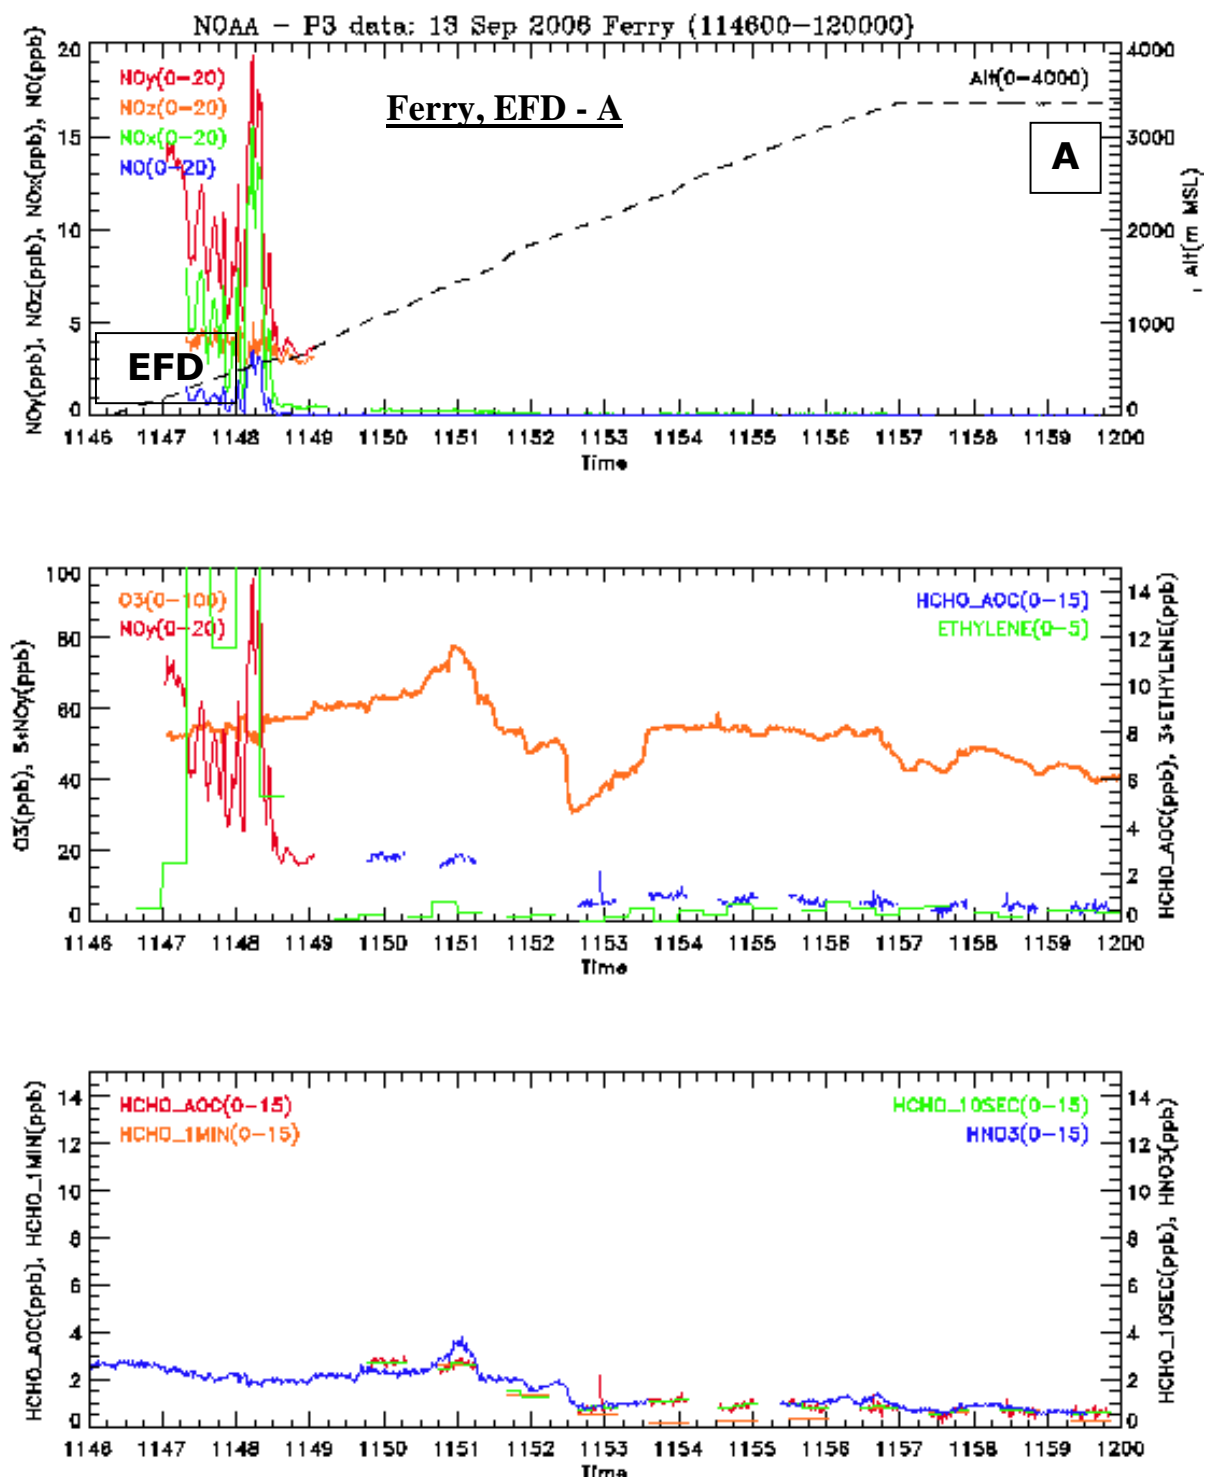 NOAA - P3 data: 13 Sep 2006 Ferry (114600-120000)
NOy(ppb), NOz(ppb), NOx(ppb), NO(ppb)
20
15
10
5
0
NOy(0-20)
NOz(0-20)
NOx(0-20)
NO(0-20)
Ferry, EFD - A
Alt(0-4000)
A
EFD
4000
3000
2000
1000
0
, Alt(m MSL)
1146 1147 1148 1149 1150 1151 1152 1153 1154 1155 1156 1157 1158 1159 1200
Time
O3(ppb), 5*NOy(ppb)
100
80
60
40
20
0
O3(0-100)
NOy(0-20)
HCHO_AOC(0-15)
ETHYLENE(0-5)
14
12
10
8
6
4
2
0
HCHO_AOC(ppb), 3*ETHYLENE(ppb)
1146 1147 1148 1149 1150 1151 1152 1153 1154 1155 1156 1157 1158 1159 1200
Time
HCHO_AOC(ppb), HCHO_1MIN(ppb)
14
12
10
8
6
4
2
0
HCHO_AOC(0-15)
HCHO_1MIN(0-15)
HCHO_10SEC(0-15)
HNO3(0-15)
14
12
10
8
6
4
2
0
HCHO_10SEC(ppb), HNO3(ppb)
1146 1147 1148 1149 1150 1151 1152 1153 1154 1155 1156 1157 1158 1159 1200
Time